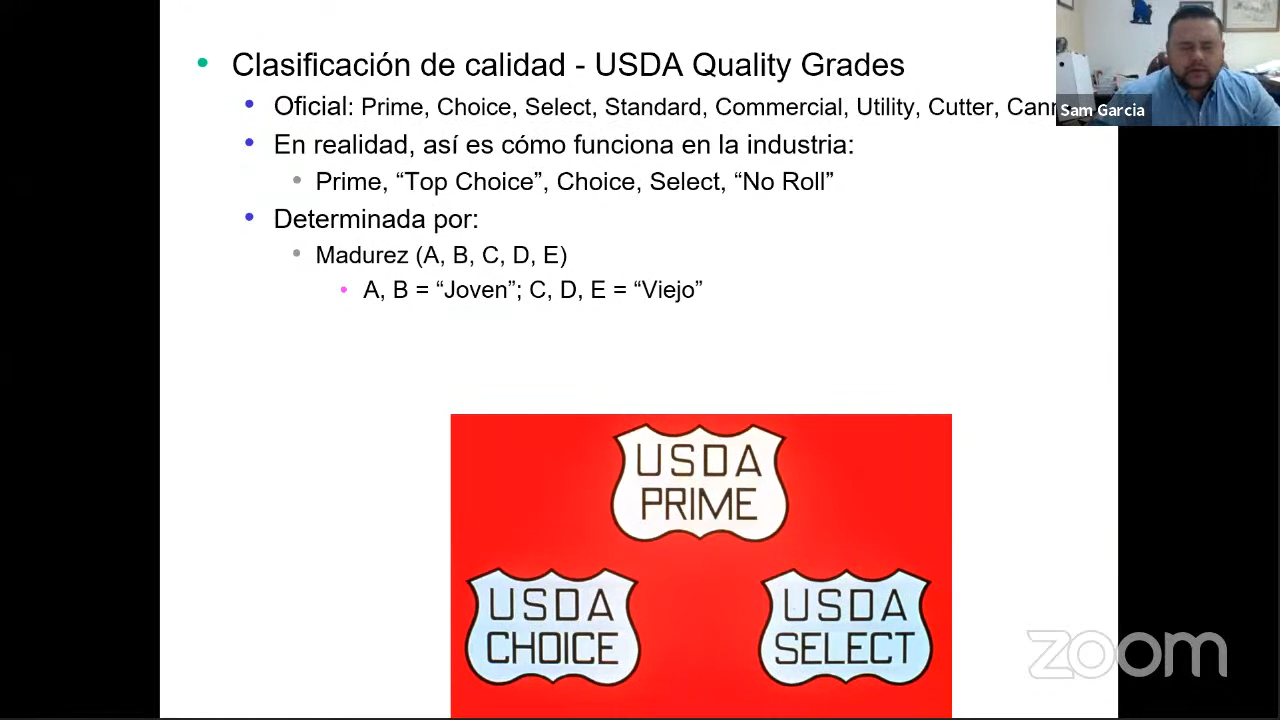 Clasificación de calidad - USDA Quality Grades
Oficial: Prime, Choice, Select, Standard, Commercial, Utility, Cutter,
En realidad, así es cómo funciona en la industria:
Prime, “Top Choice”, Choice, Select, “No Roll”
Determinada por:
Madurez (A, B, C, D, E)
A, B = “Joven”; C, D, E = “Viejo”
Sam Garcia
USDA
PRIME
USDA
CHOICE
USDA
SELECT
zoom